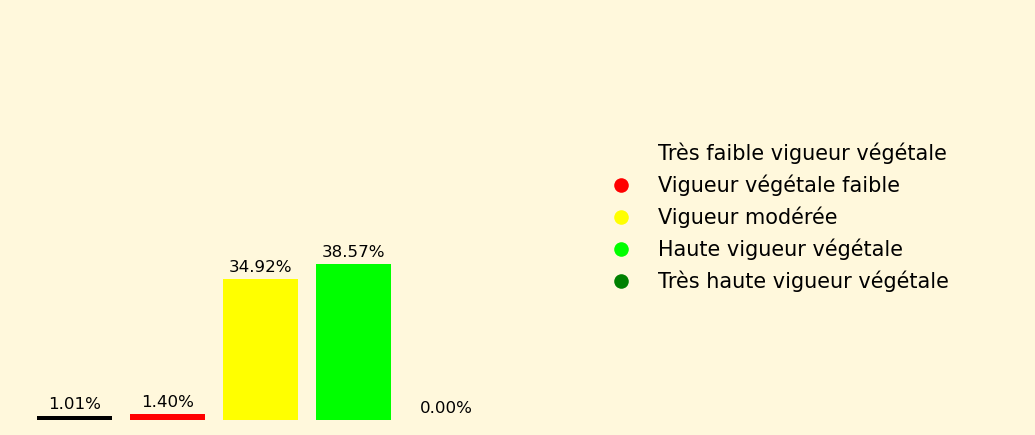 1.01%
1.40%
34.92%
38.57%
0.00%
Très faible vigueur végétale
Vigueur végétale faible
Vigueur modérée
Haute vigueur végétale
Très haute vigueur végétale